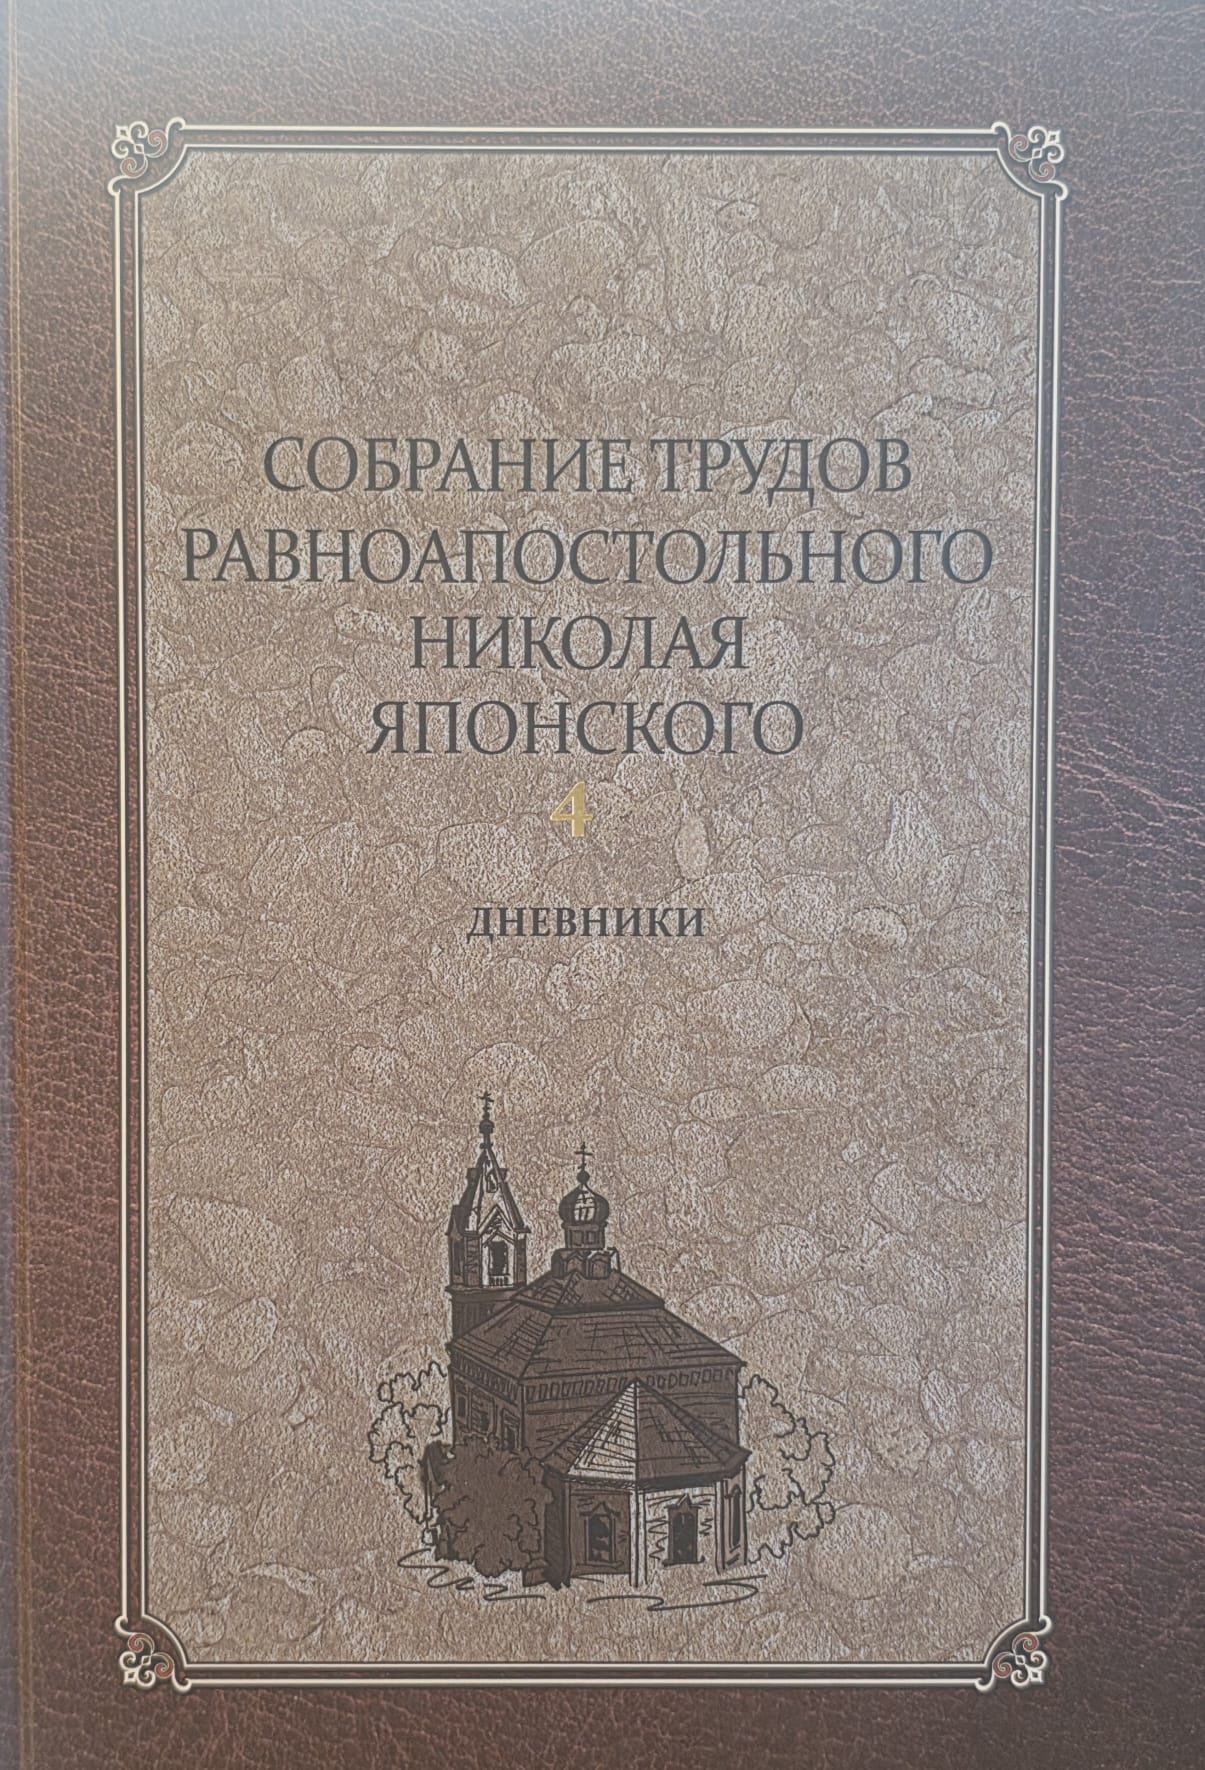 СОБРАНИЕ ТРУДОВ
РАВНОАПОСТОЛЬНОГО
НИКОЛАЯ
ЯПОНСКОГО
4
ДНЕВНИКИ